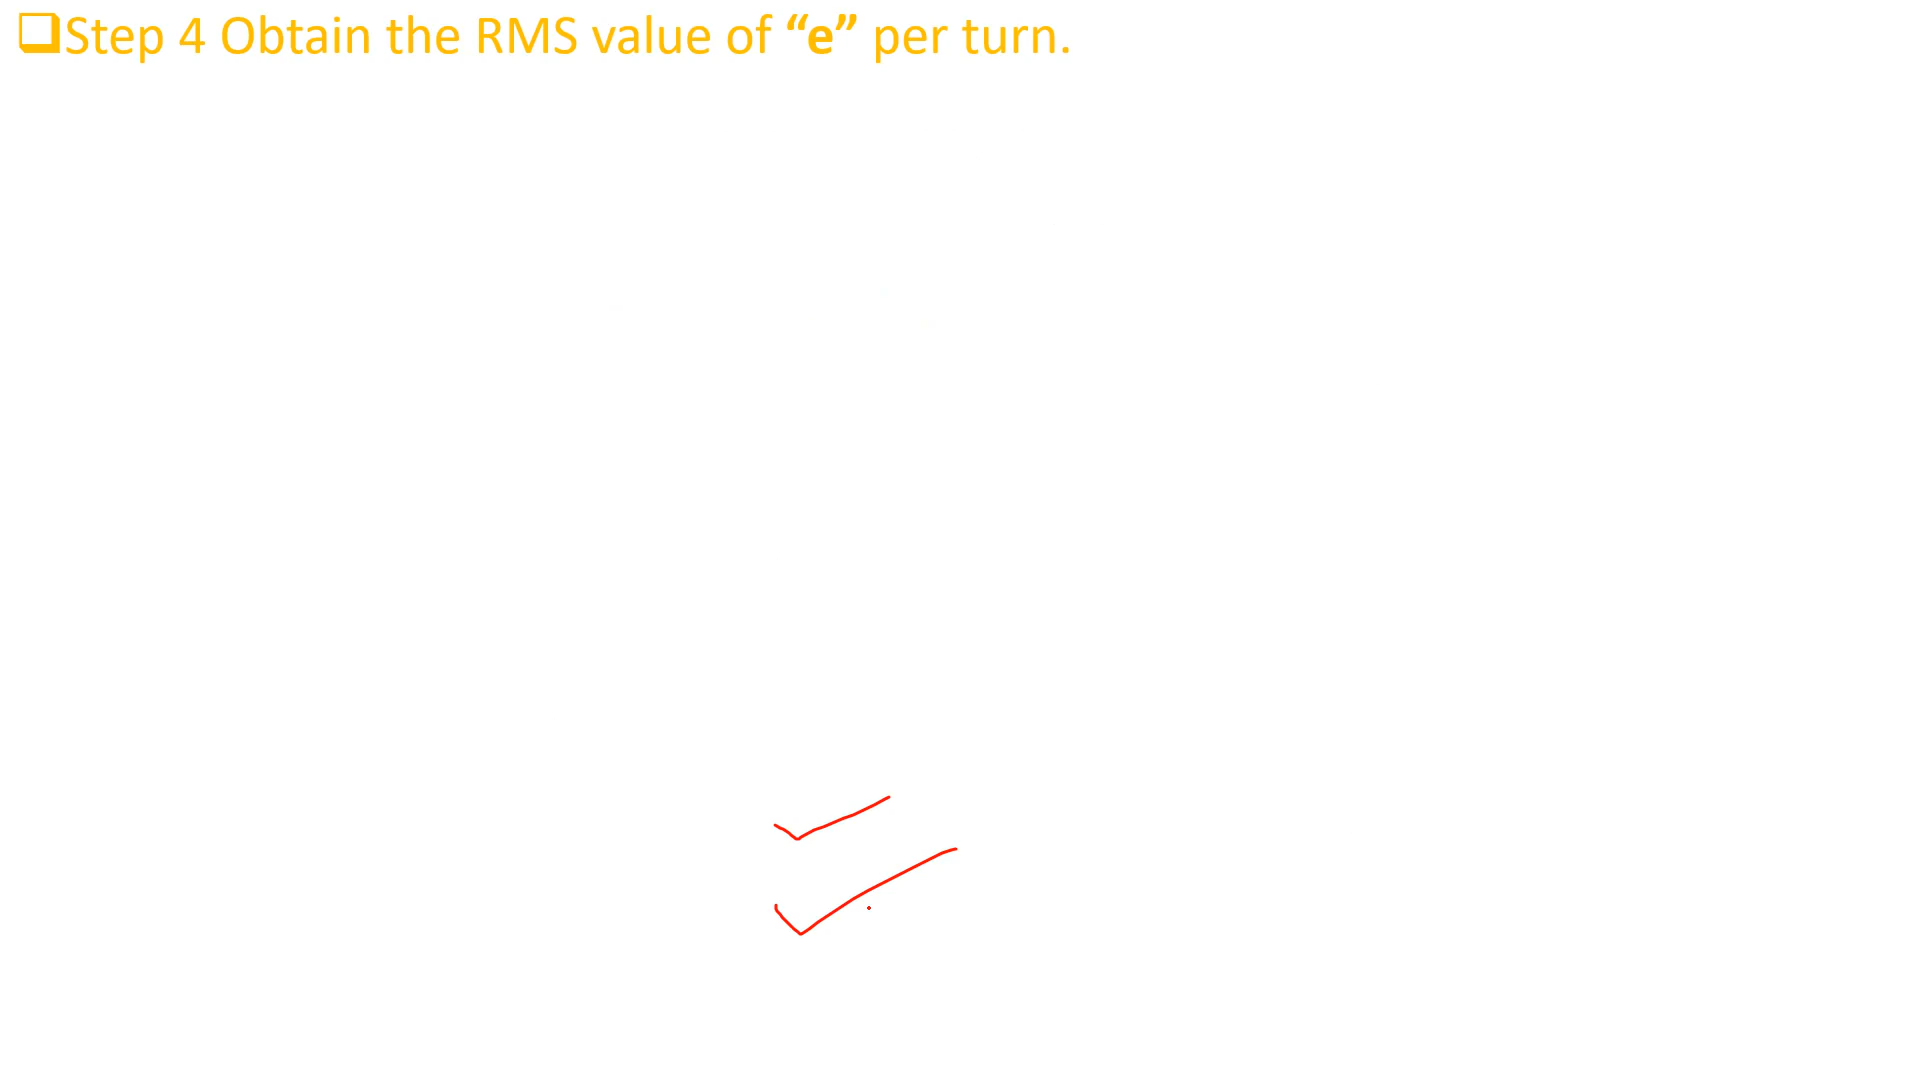 ❑Step 4 Obtain the RMS value of “e” per turn.